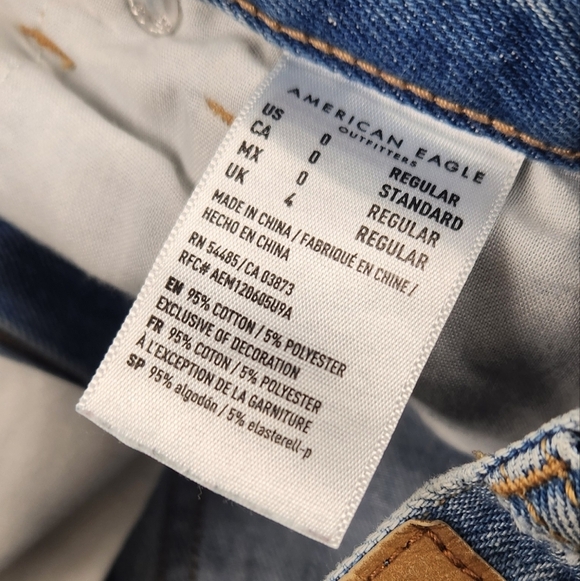 AMERICAN EAGLE
OUTFITTERS
US 0 REGULAR
CA 0 STANDARD
MX 0 REGULAR
UK 4 REGULAR
MADE IN CHINA / FABRIQUÉ EN CHINE /
HECHO EN CHINA
RN 54485 / CA 03873
RFC# AEM120605U9A
EN 95% COTTON / 5% POLYESTER
EXCLUSIVE OF DECORATION
FR 95% COTON / 5% POLYESTER
À L'EXCEPTION DE LA GARNITURE
SP 95% algodón / 5% elasterell-p